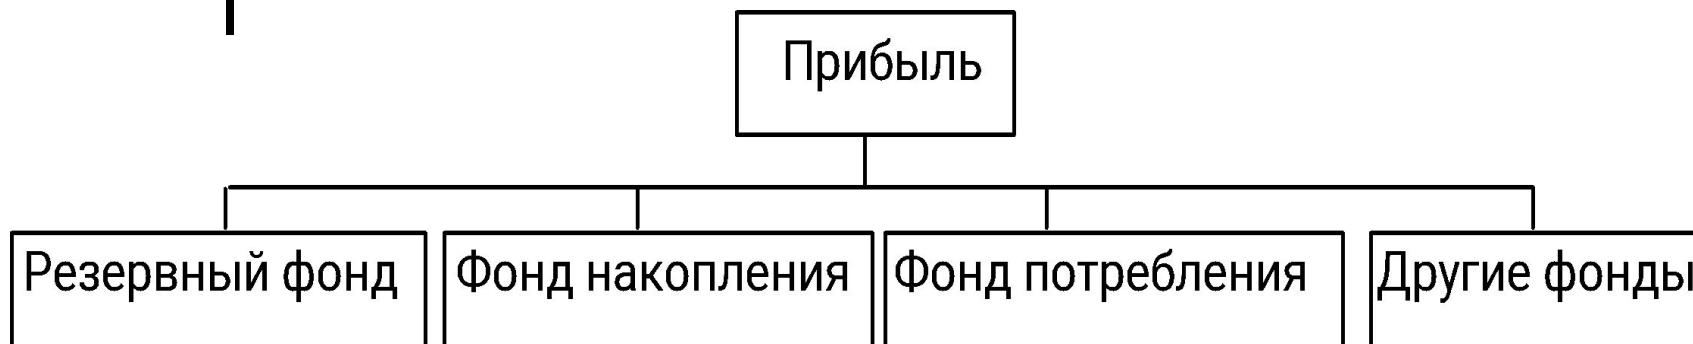 Прибыль
Резервный фонд
Фонд накопления
Фонд потребления
Другие фонды